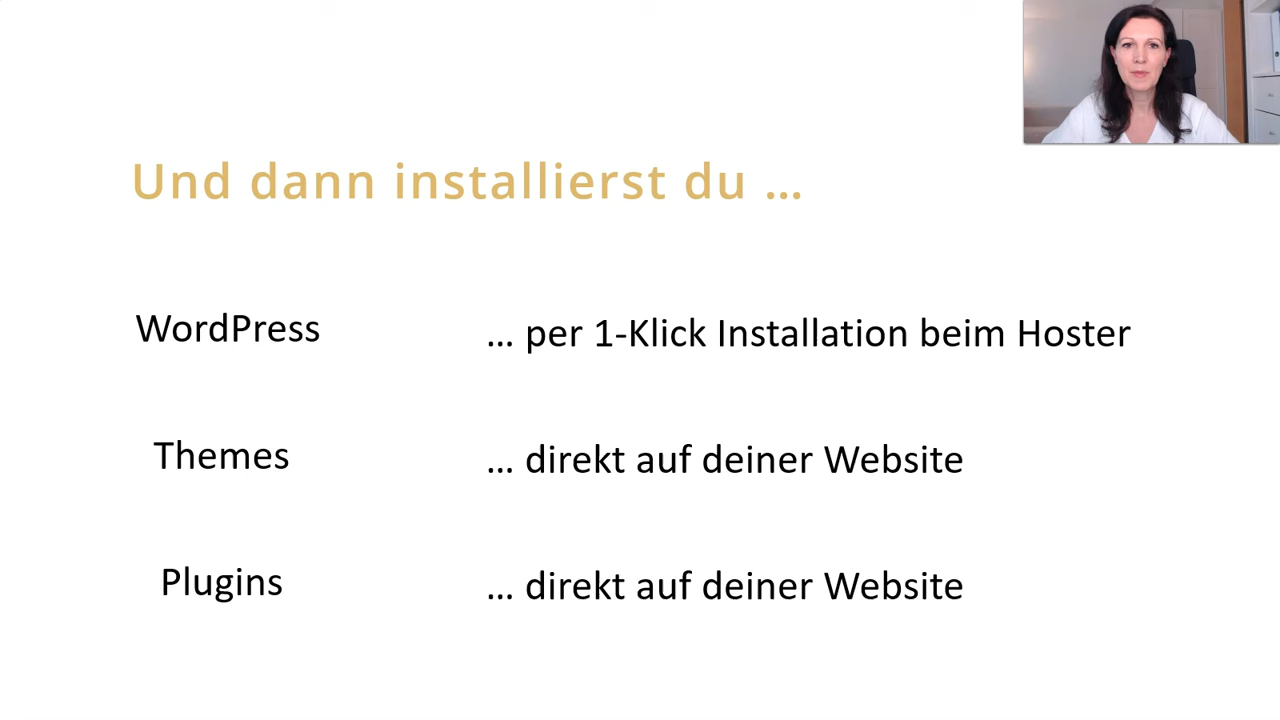 Und dann installierst du ...
WordPress ... per 1-Klick Installation beim Hoster
Themes ... direkt auf deiner Website
Plugins ... direkt auf deiner Website